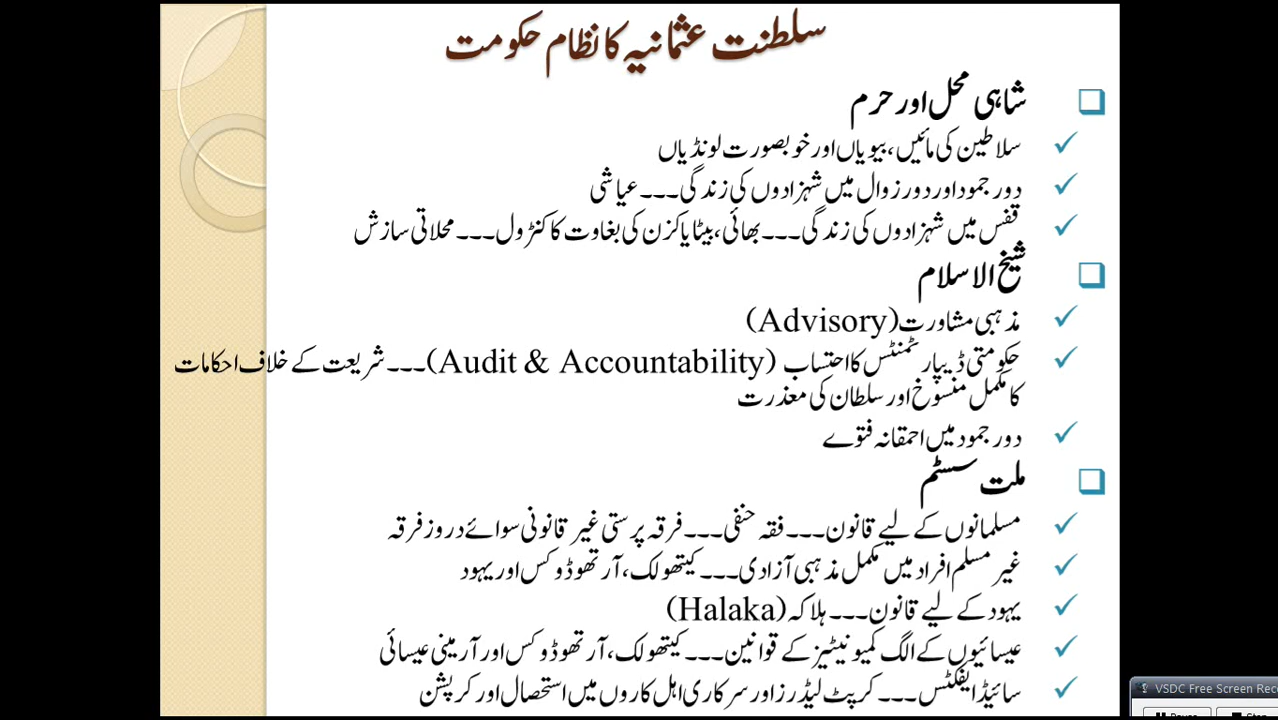 سلطنت عثمانیہ کا نظام حکومت
شاہی محل اور حرم
سلاطین کی مائیں، بیویاں اور خوبصورت لونڈیاں
دور جمود اور دور زوال میں شہزادوں کی زندگی۔۔۔ عیاشی
قفس میں شہزادوں کی زندگی۔۔۔ بھائی، بیٹا یا کزن کی بغاوت کا کنٹرول۔۔۔ محلاتی سازش
شیخ الاسلام
مذہبی مشاورت (Advisory)
حکومتی ڈیپارٹمنٹس کا احتساب (Audit & Accountability)۔۔۔ شریعت کے خلاف احکامات
کا مکمل منسوخ اور سلطان کی معذرت
دور جمود میں احمقانہ فتوے
ملت سسٹم
مسلمانوں کے لیے قانون۔۔۔ فقہ حنفی۔۔۔ فرقہ پرستی غیر قانونی سوائے دروز فرقہ
غیر مسلم افراد میں مکمل مذہبی آزادی۔۔۔ کیتھولک، آرتھوڈوکس اور یہود
یہود کے لیے قانون۔۔۔ ہلاکہ (Halaka)
عیسائیوں کے الگ کمیونیٹیز کے قوانین۔۔۔ کیتھولک، آرتھوڈوکس اور آرمینی عیسائی
سائیڈ ایفکٹس۔۔۔ کرپٹ لیڈرز اور سرکاری اہل کاروں میں استحصال اور کرپشن
VSDC Free Screen Rec